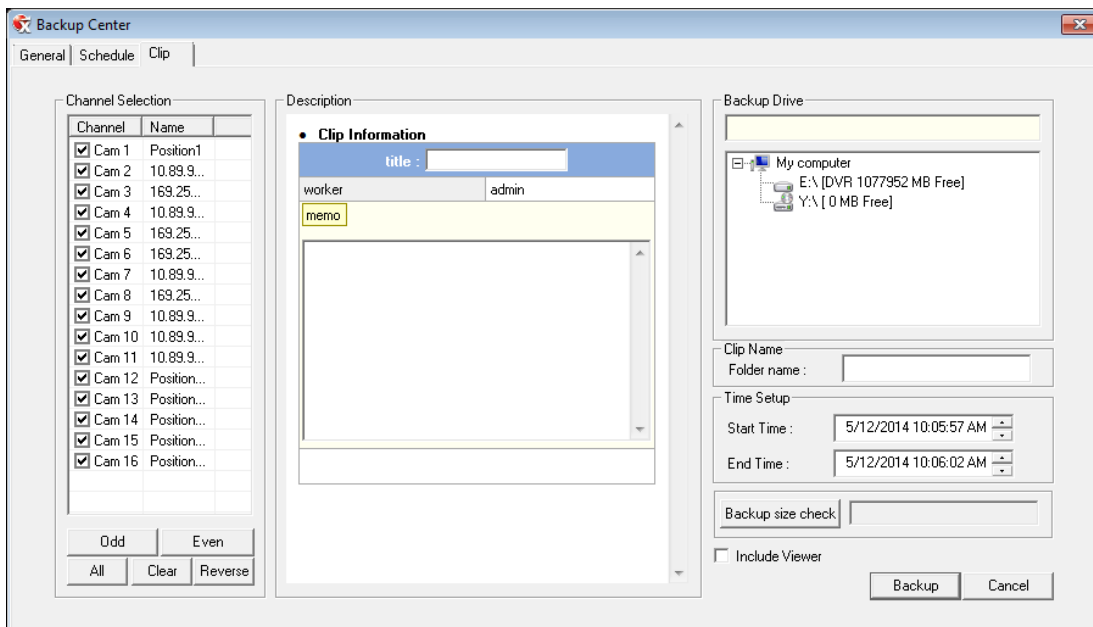 Backup Center
General Schedule Clip
Channel Selection
Channel Name
Cam 1 Position1
Cam 2 10.89.9...
Cam 3 169.25...
Cam 4 10.89.9...
Cam 5 169.25...
Cam 6 169.25...
Cam 7 10.89.9...
Cam 8 169.25...
Cam 9 10.89.9...
Cam 10 10.89.9...
Cam 11 10.89.9...
Cam 12 Position...
Cam 13 Position...
Cam 14 Position...
Cam 15 Position...
Cam 16 Position...
Odd Even
All Clear Reverse
Description
• Clip Information
title :
worker admin
memo
Backup Drive
My computer
E:\ [DVR 1077952 MB Free]
Y:\ [ 0 MB Free]
Clip Name
Folder name :
Time Setup
Start Time : 5/12/2014 10:05:57 AM
End Time : 5/12/2014 10:06:02 AM
Backup size check
Include Viewer
Backup Cancel